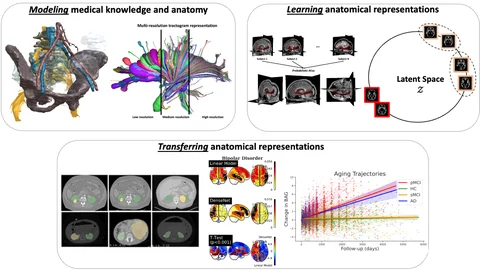 Modeling medical knowledge and anatomy
Multi-resolution tractogram representation
Low resolution
Medium resolution
High resolution
Learning anatomical representations
Subject 1
Subject 2
...
Probabilistic Atlas
Latent Space
z
Transferring anatomical representations
Bipolar Disorder
Linear Model
DenseNet
T-Test
(p<0.001)
Aging Trajectories
Change in BAG
pMCI
HC
sMCI
AD
Follow-up (days)